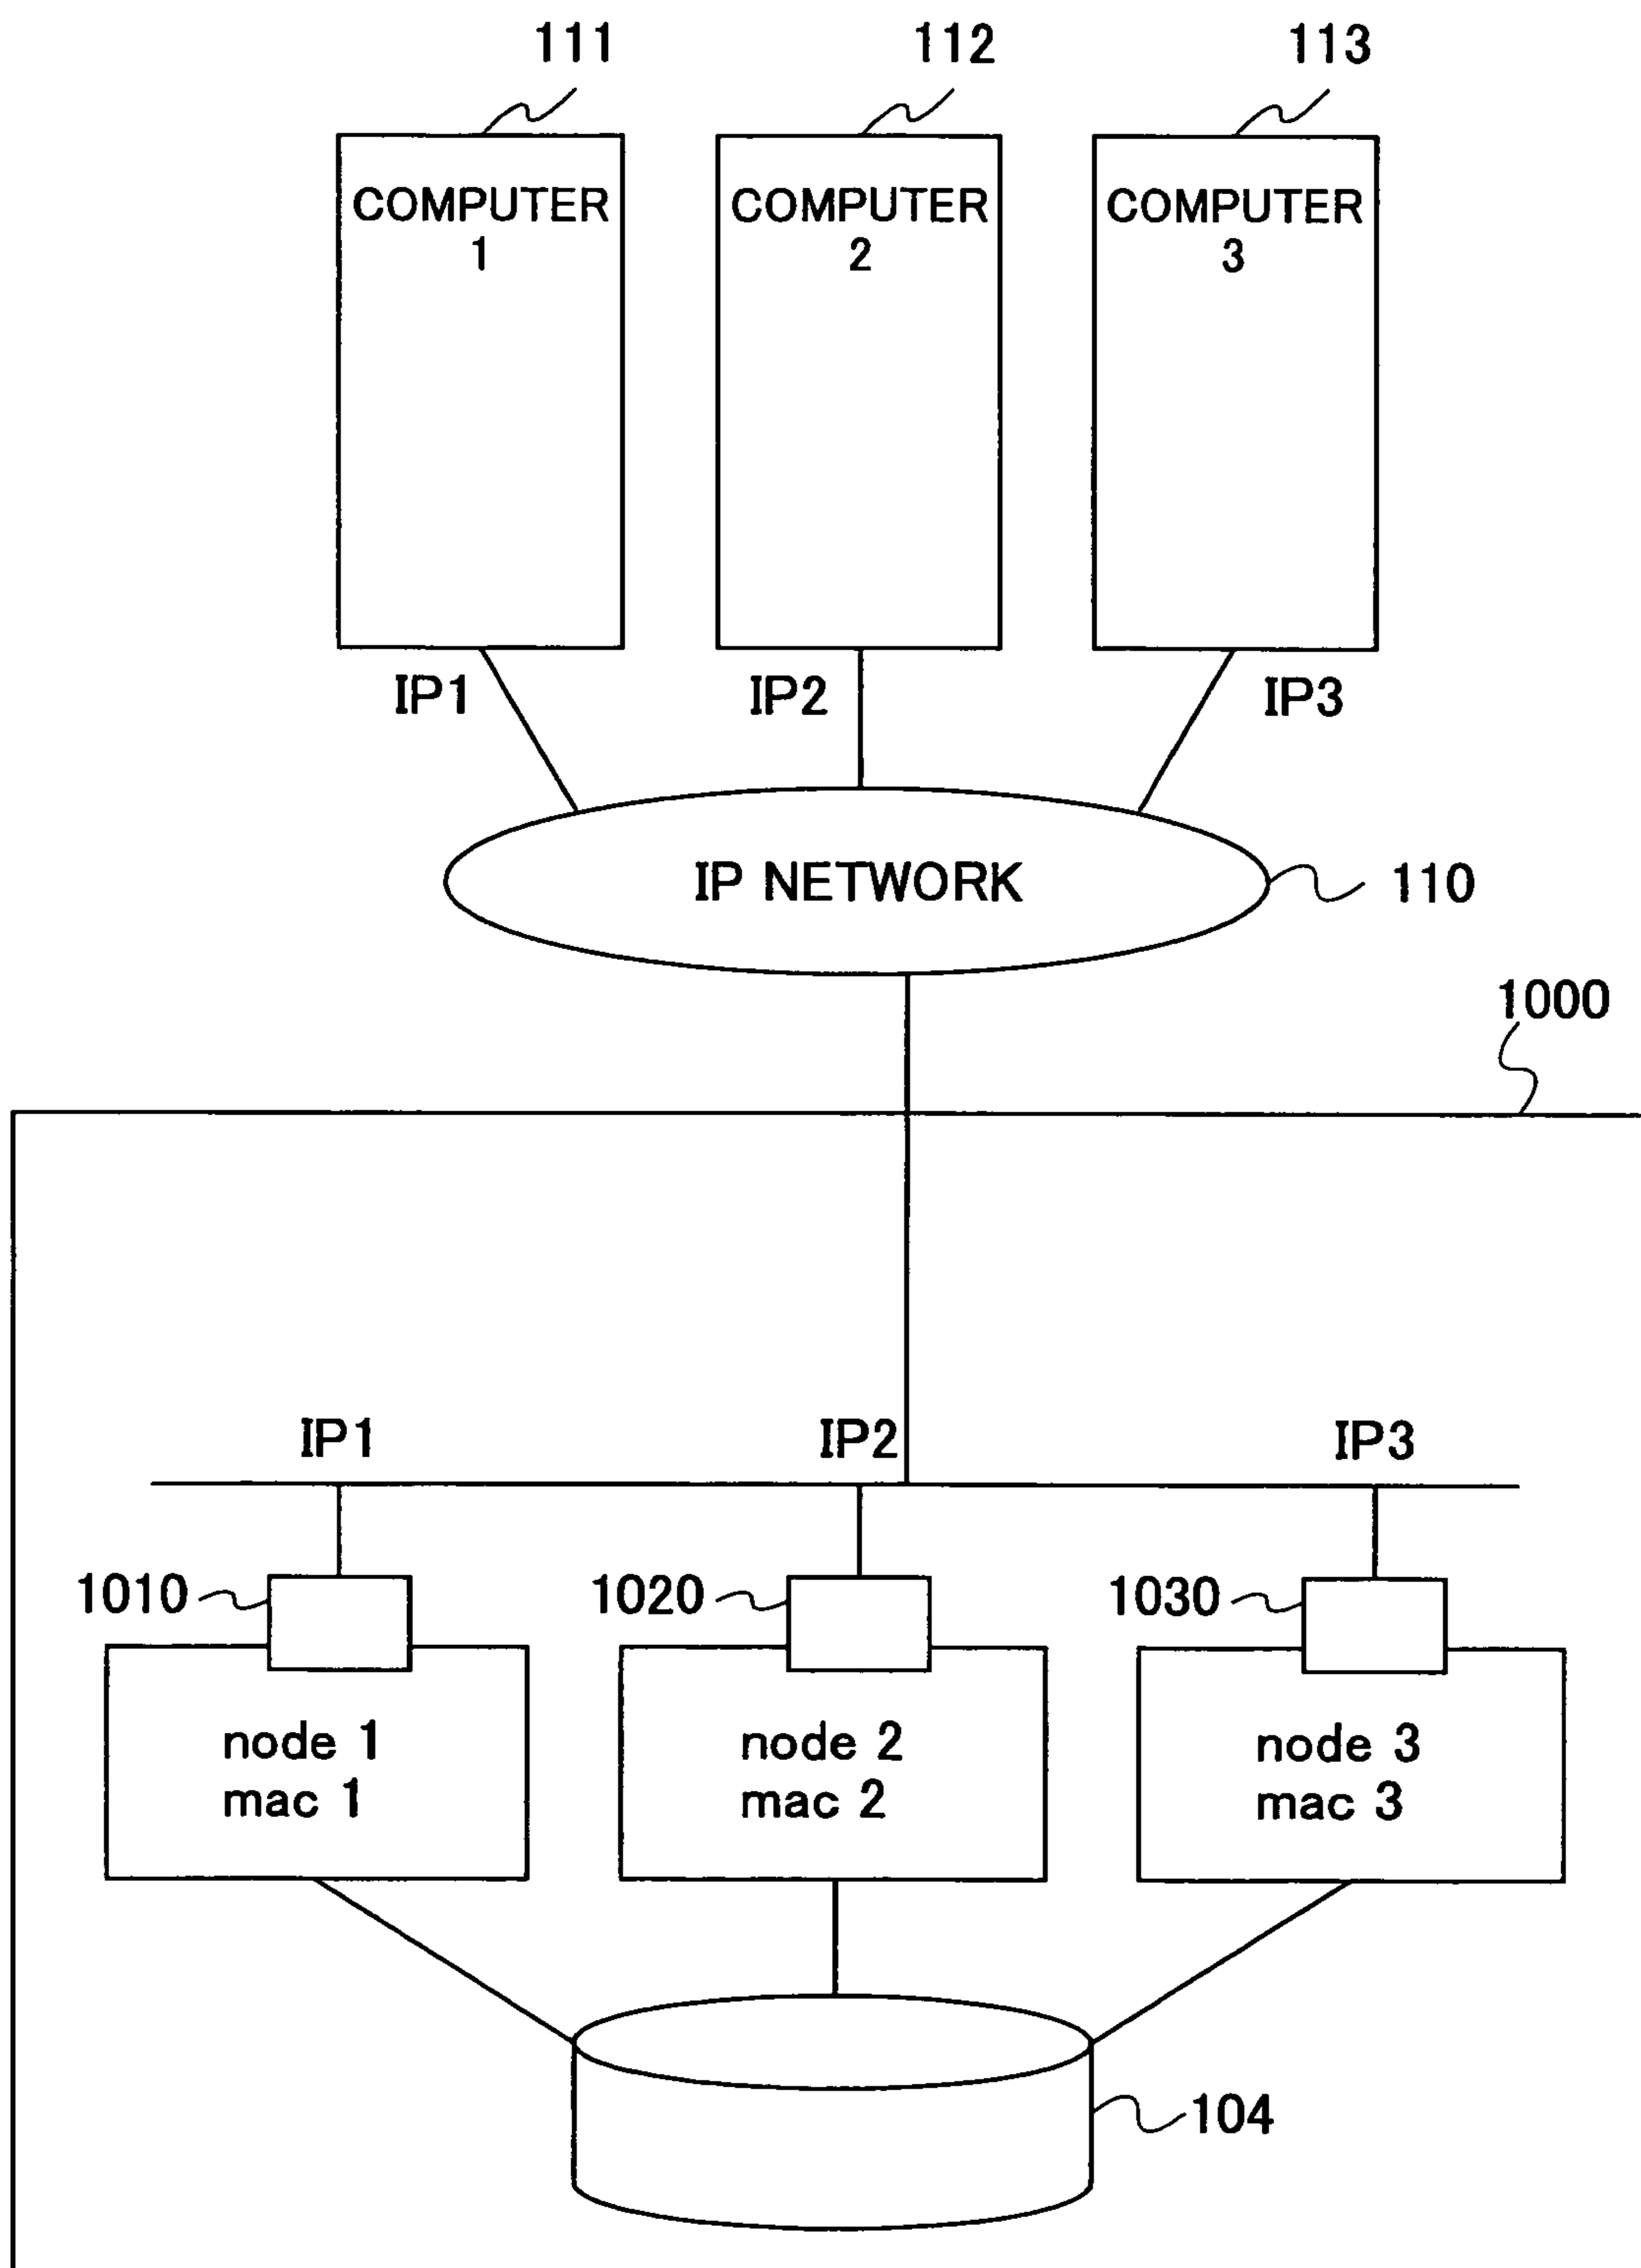 111
112
113
COMPUTER
1
COMPUTER
2
COMPUTER
3
IP1
IP2
IP3
IP NETWORK
110
1000
IP1
IP2
IP3
1010
1020
1030
node 1
mac 1
node 2
mac 2
node 3
mac 3
104